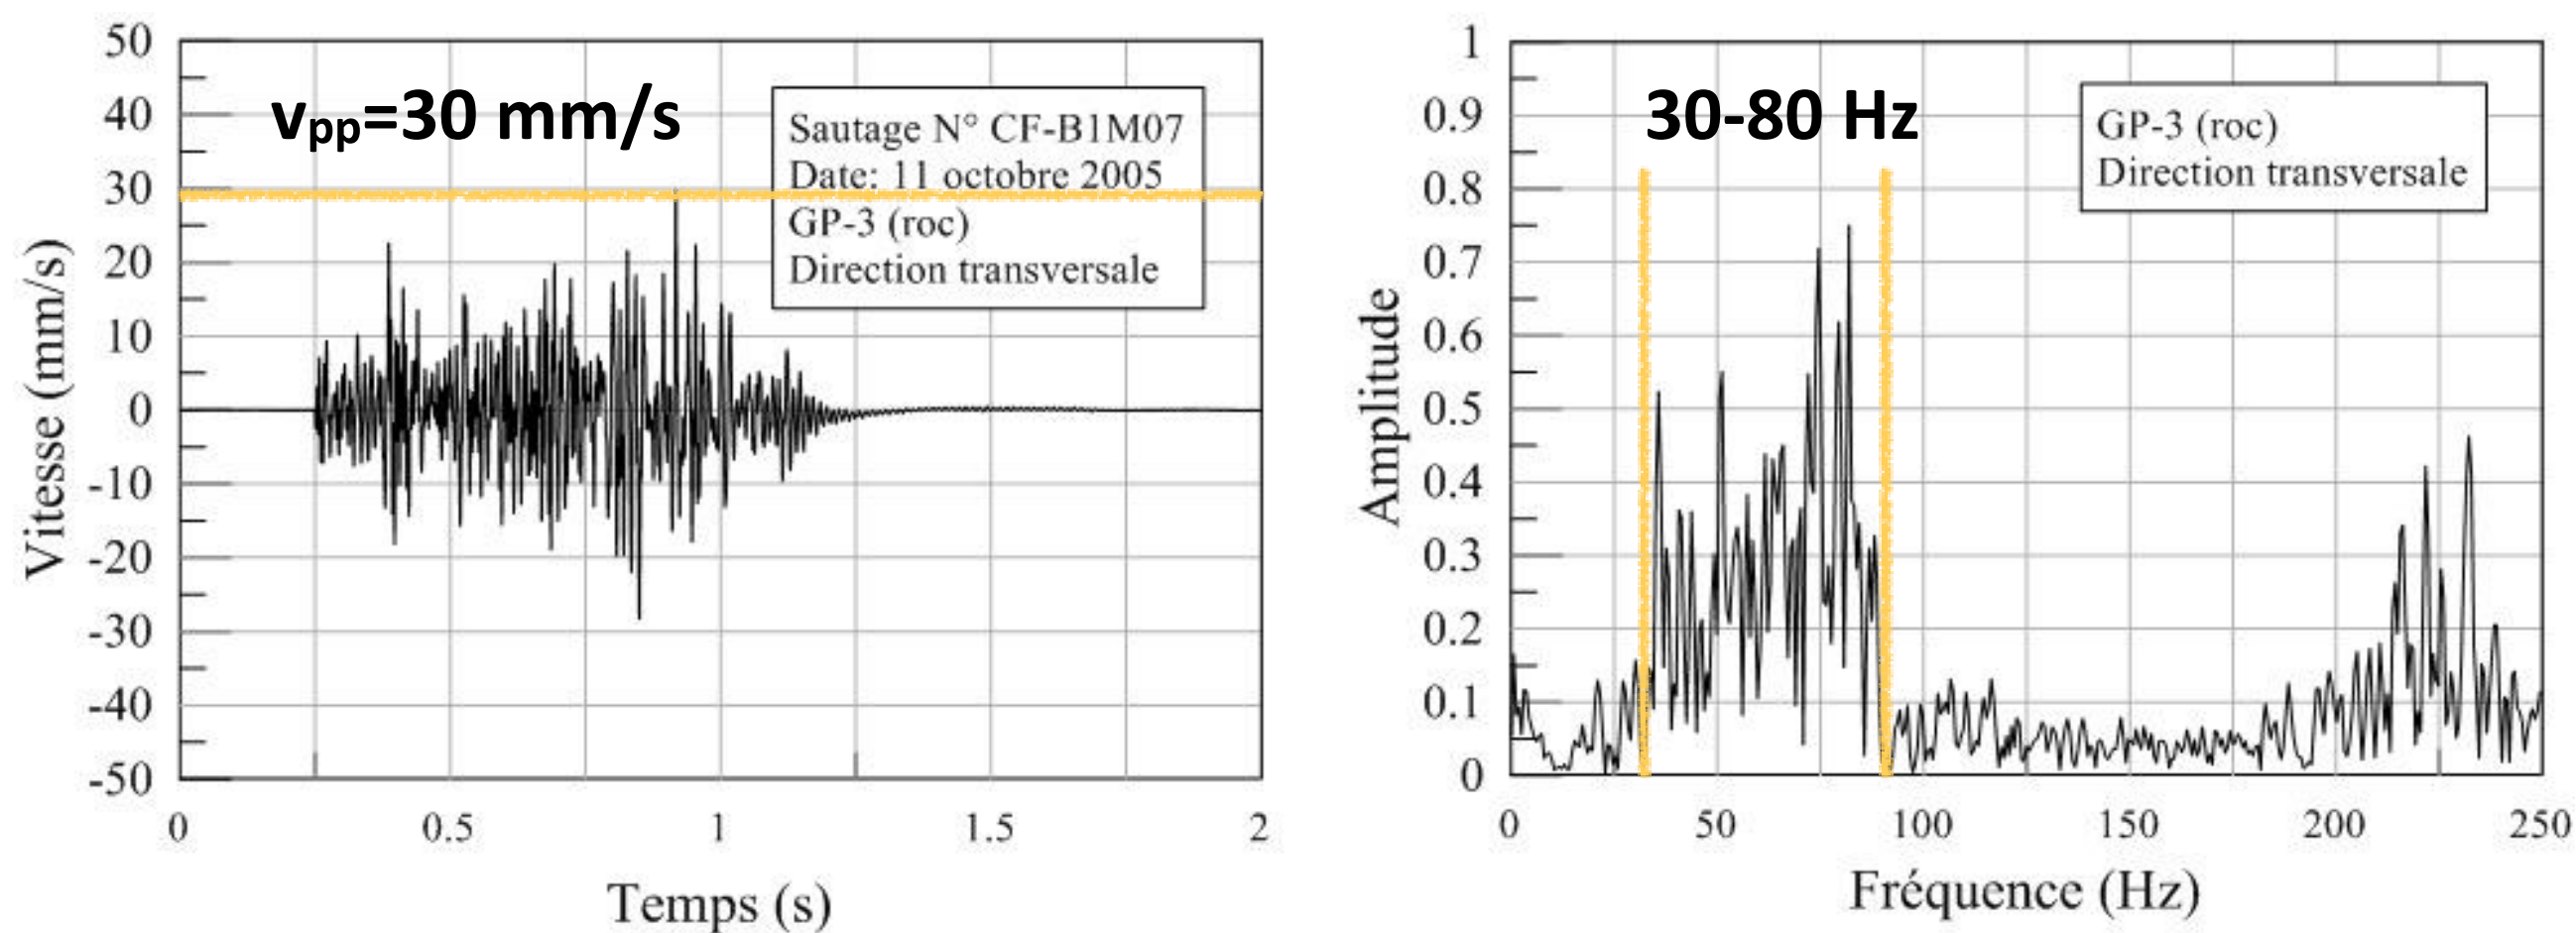 50
40
30
20
10
0
-10
-20
-30
-40
-50
Vitesse (mm/s)
vpp=30 mm/s
Sautage N° CF-B1M07
Date: 11 octobre 2005
GP-3 (roc)
Direction transversale
0 0.5 1 1.5 2
Temps (s)
1
0.9
0.8
0.7
0.6
0.5
0.4
0.3
0.2
0.1
0
Amplitude
30-80 Hz
GP-3 (roc)
Direction transversale
0 50 100 150 200 250
Fréquence (Hz)